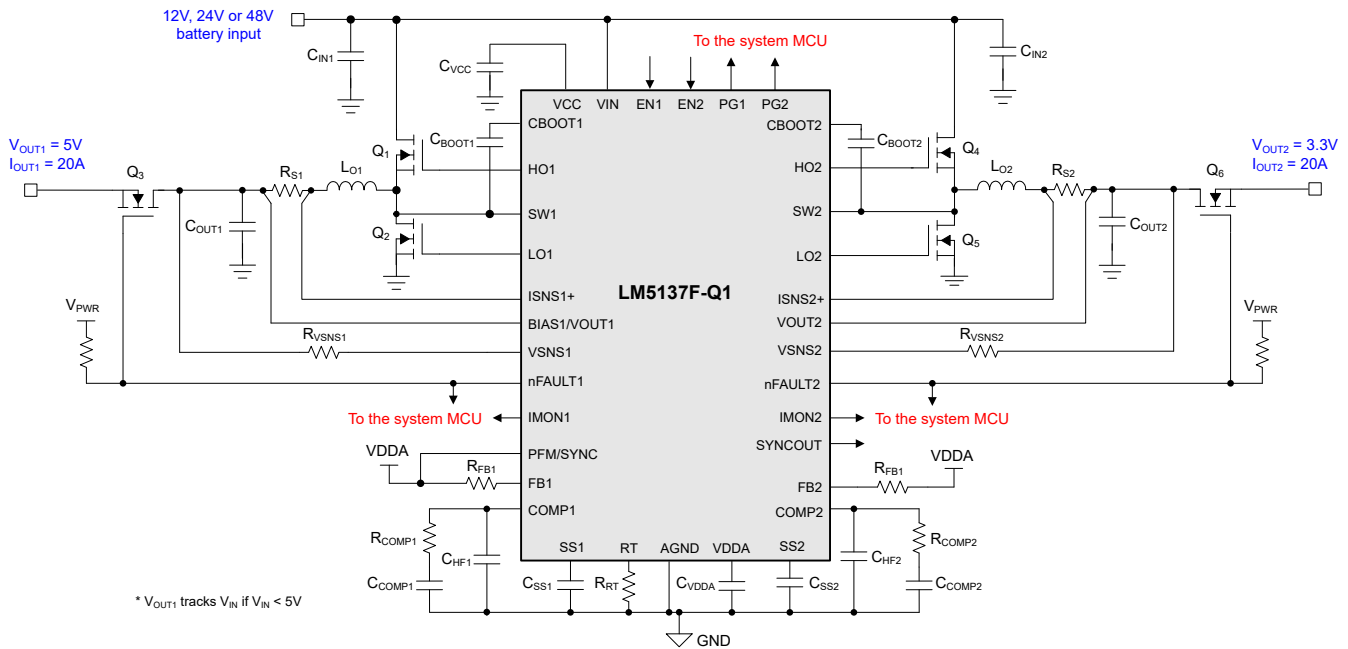 12V, 24V or 48V
battery input
To the system MCU
CIN1
CVCC
CIN2
VCC
VIN
EN1
EN2
PG1
PG2
CBOOT1
CBOOT2
CBOOT1
CBOOT2
VOUT1 = 5V
IOUT1 = 20A
Q3
RS1
LO1
Q1
HO1
HO2
Q4
LO2
RS2
Q6
VOUT2 = 3.3V
IOUT2 = 20A
SW1
SW2
COUT1
Q2
LO1
LO2
Q5
COUT2
LM5137F-Q1
ISNS1+
ISNS2+
VPWR
BIAS1/VOUT1
VOUT2
VPWR
RVSNS1
VSNS1
VSNS2
RVSNS2
nFAULT1
nFAULT2
To the system MCU
IMON1
IMON2
To the system MCU
SYNCOUT
VDDA
PFM/SYNC
RFB1
FB1
FB2
RFB1
VDDA
COMP1
COMP2
RCOMP1
CHF1
SS1
RT
AGND
VDDA
SS2
CHF2
RCOMP2
CCOMP1
CSS1
RRT
CVDDA
CSS2
CCOMP2
* VOUT1 tracks VIN if VIN < 5V
GND